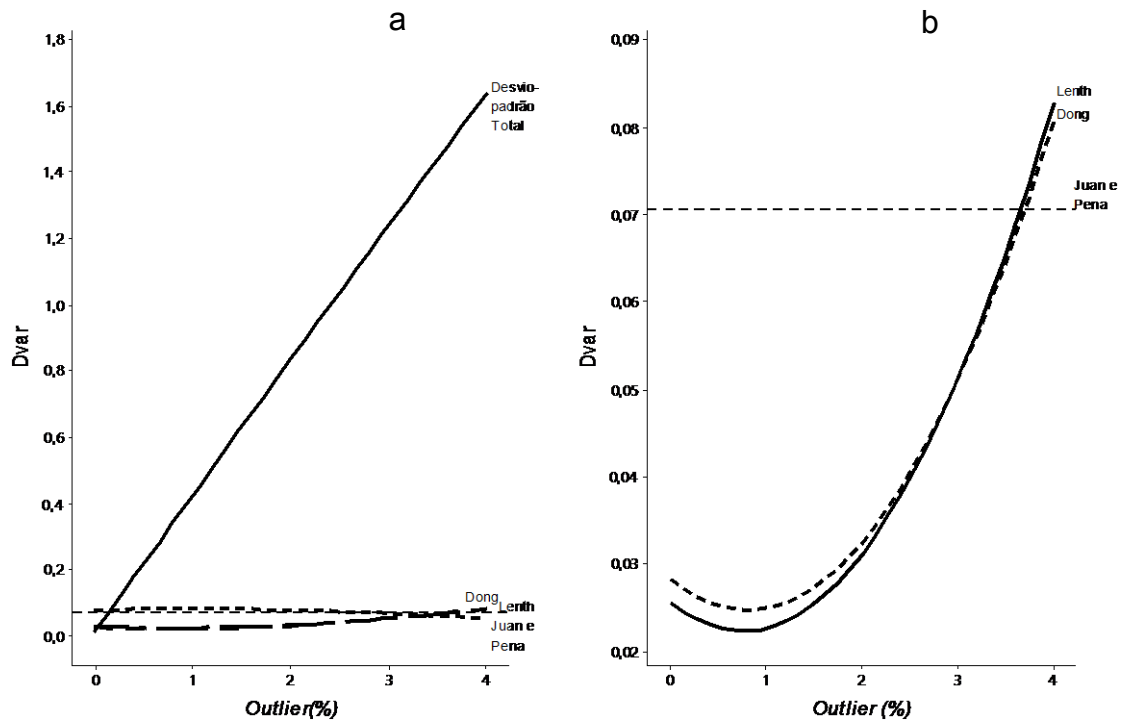 a
1,8
1,6
1,4
1,2
1,0
0,8
0,6
0,4
0,2
0,0
Dvar
Desvio-
padrão
Total
Dong
Lenth
Juan e
Pena
0 1 2 3 4
Outlier(%)
b
0,09
0,08
0,07
0,06
0,05
0,04
0,03
0,02
Dvar
Lenth
Dong
Juan e
Pena
0 1 2 3 4
Outlier (%)